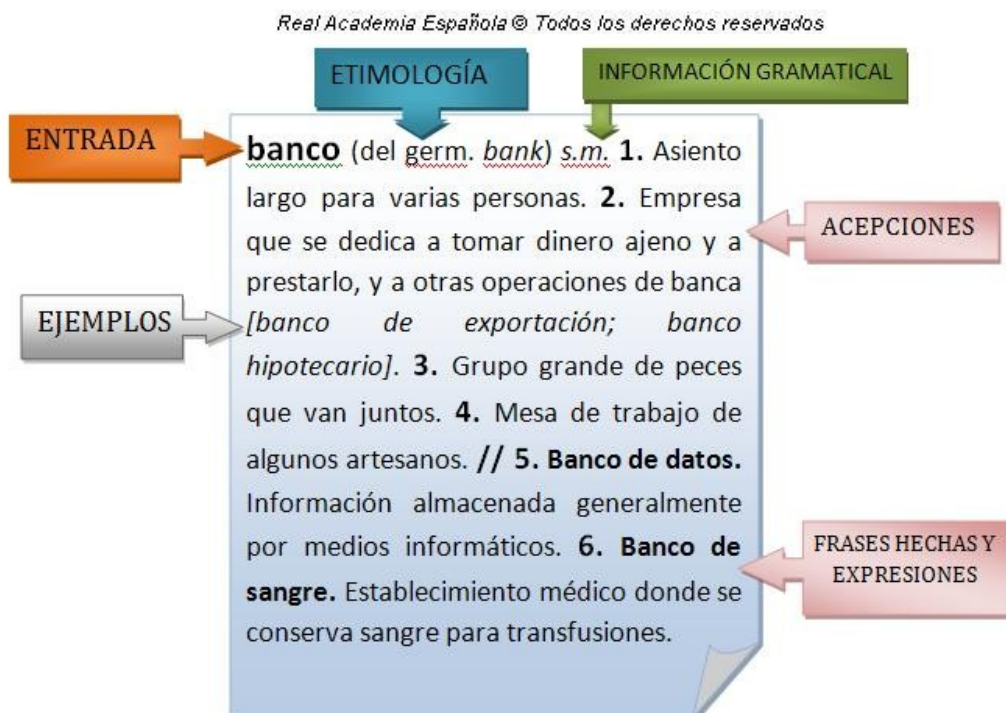 Real Academia Española © Todos los derechos reservados
ETIMOLOGÍA
INFORMACIÓN GRAMATICAL
ENTRADA
banco (del germ. bank) s.m. 1. Asiento
largo para varias personas. 2. Empresa
que se dedica a tomar dinero ajeno y a
prestarlo, y a otras operaciones de banca
[banco de exportación; banco
hipotecario]. 3. Grupo grande de peces
que van juntos. 4. Mesa de trabajo de
algunos artesanos. // 5. Banco de datos.
Información almacenada generalmente
por medios informáticos. 6. Banco de
sangre. Establecimiento médico donde se
conserva sangre para transfusiones.
ACEPCIONES
EJEMPLOS
FRASES HECHAS Y
EXPRESIONES